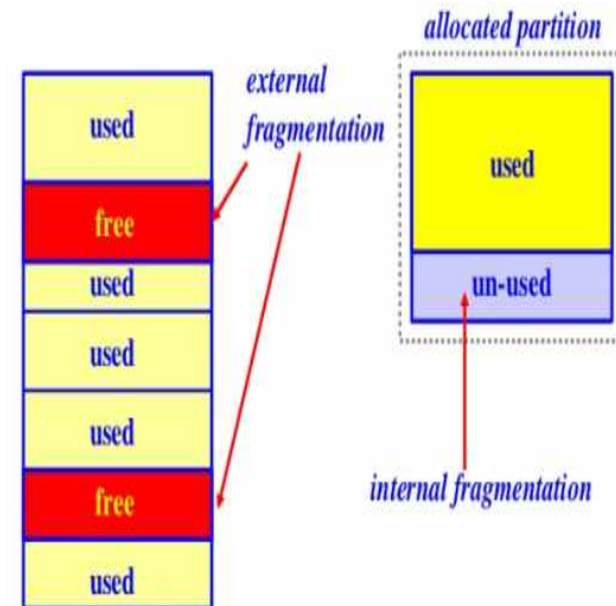 allocated partition
external
fragmentation
used
free
used
used
used
free
used
used
un-used
internal fragmentation